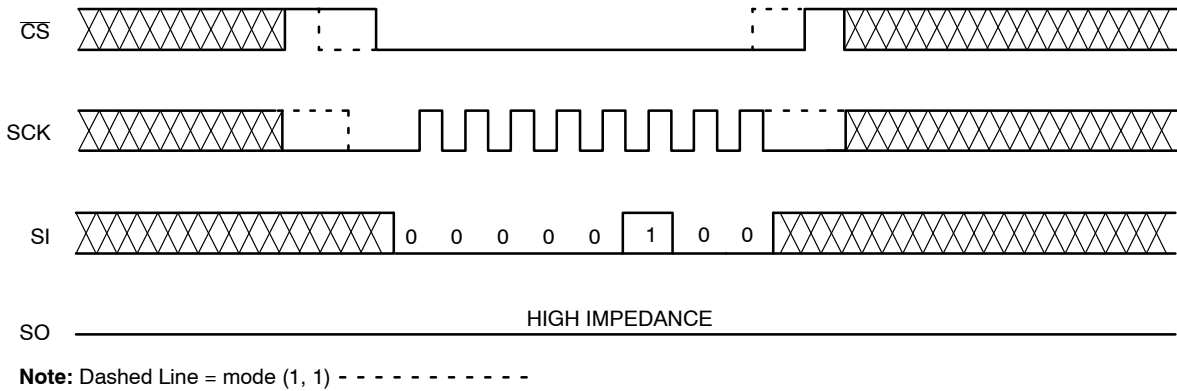 CS
SCK
SI
0 0 0 0 0 1 0 0
SO
HIGH IMPEDANCE
Note: Dashed Line = mode (1, 1) - - - - - - - - - - -